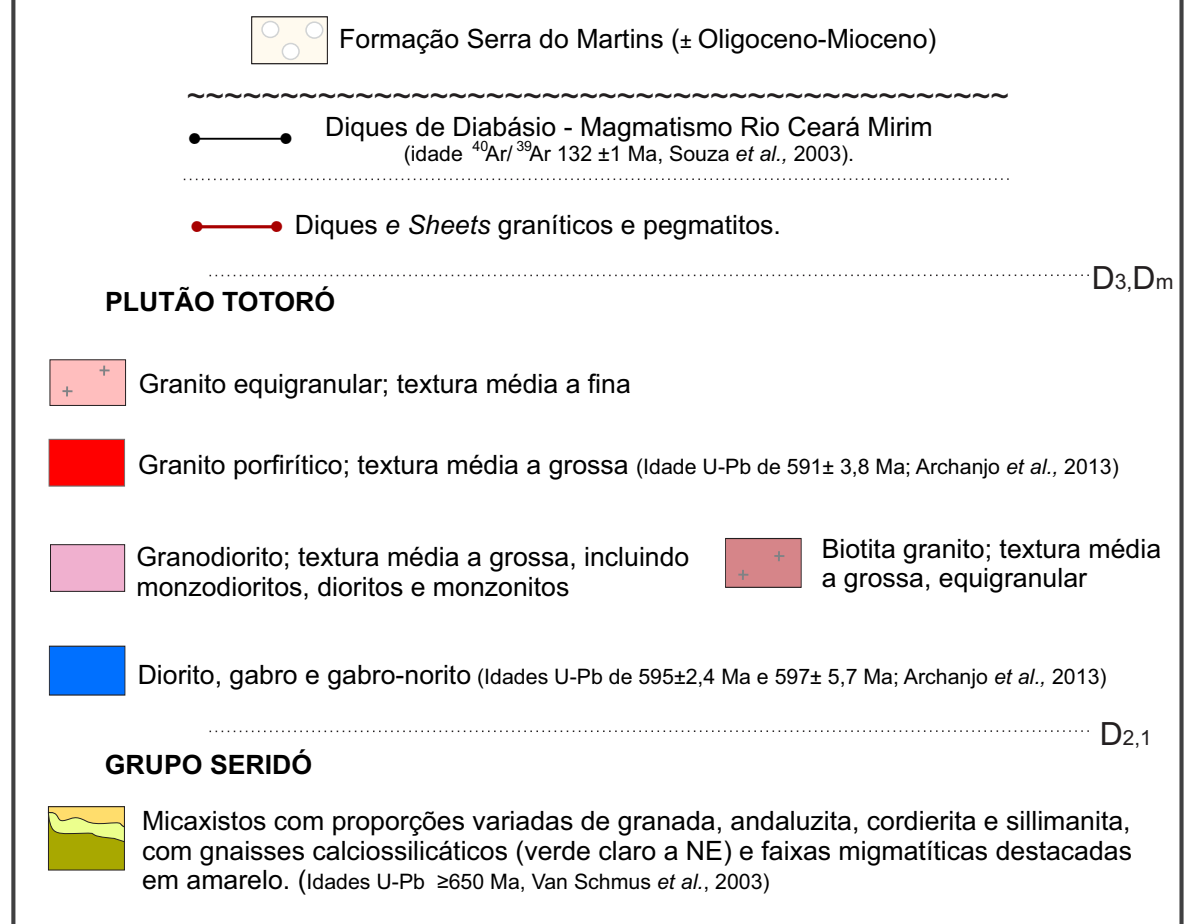 Formação Serra do Martins (± Oligoceno-Mioceno)
Diques de Diabásio - Magmatismo Rio Ceará Mirim
(idade ⁴⁰Ar/³⁹Ar 132 ±1 Ma, Souza et al., 2003).
Diques e Sheets graníticos e pegmatitos.
D3,Dm
PLUTÃO TOTORÓ
Granito equigranular; textura média a fina
Granito porfirítico; textura média a grossa (Idade U-Pb de 591± 3,8 Ma; Archanjo et al., 2013)
Granodiorito; textura média a grossa, incluindo
monzodioritos, dioritos e monzonitos
Biotita granito; textura média
a grossa, equigranular
Diorito, gabro e gabro-norito (Idades U-Pb de 595±2,4 Ma e 597± 5,7 Ma; Archanjo et al., 2013)
D2,1
GRUPO SERIDÓ
Micaxistos com proporções variadas de granada, andaluzita, cordierita e sillimanita,
com gnaisses calciossilicáticos (verde claro a NE) e faixas migmatíticas destacadas
em amarelo. (Idades U-Pb ≥650 Ma, Van Schmus et al., 2003)